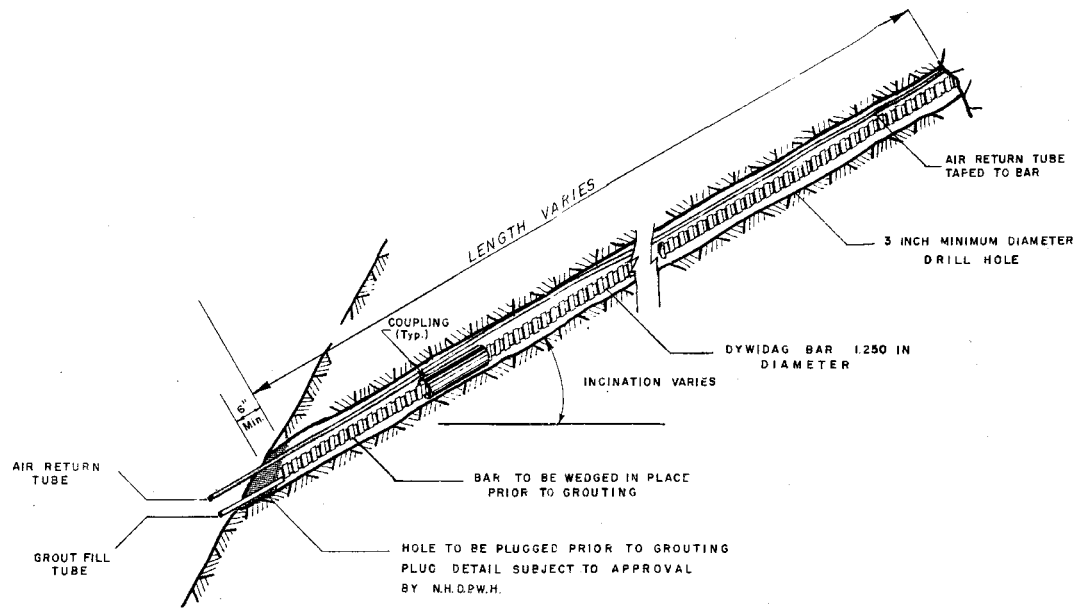 AIR RETURN TUBE
TAPED TO BAR
LENGTH VARIES
3 INCH MINIMUM DIAMETER
DRILL HOLE
COUPLING
(Typ.)
DYWIDAG BAR 1.250 IN
DIAMETER
INCINATION VARIES
6"
Min.
AIR RETURN
TUBE
BAR TO BE WEDGED IN PLACE
PRIOR TO GROUTING
GROUT FILL
TUBE
HOLE TO BE PLUGGED PRIOR TO GROUTING
PLUG DETAIL SUBJECT TO APPROVAL
BY N.H.D.P.W.H.